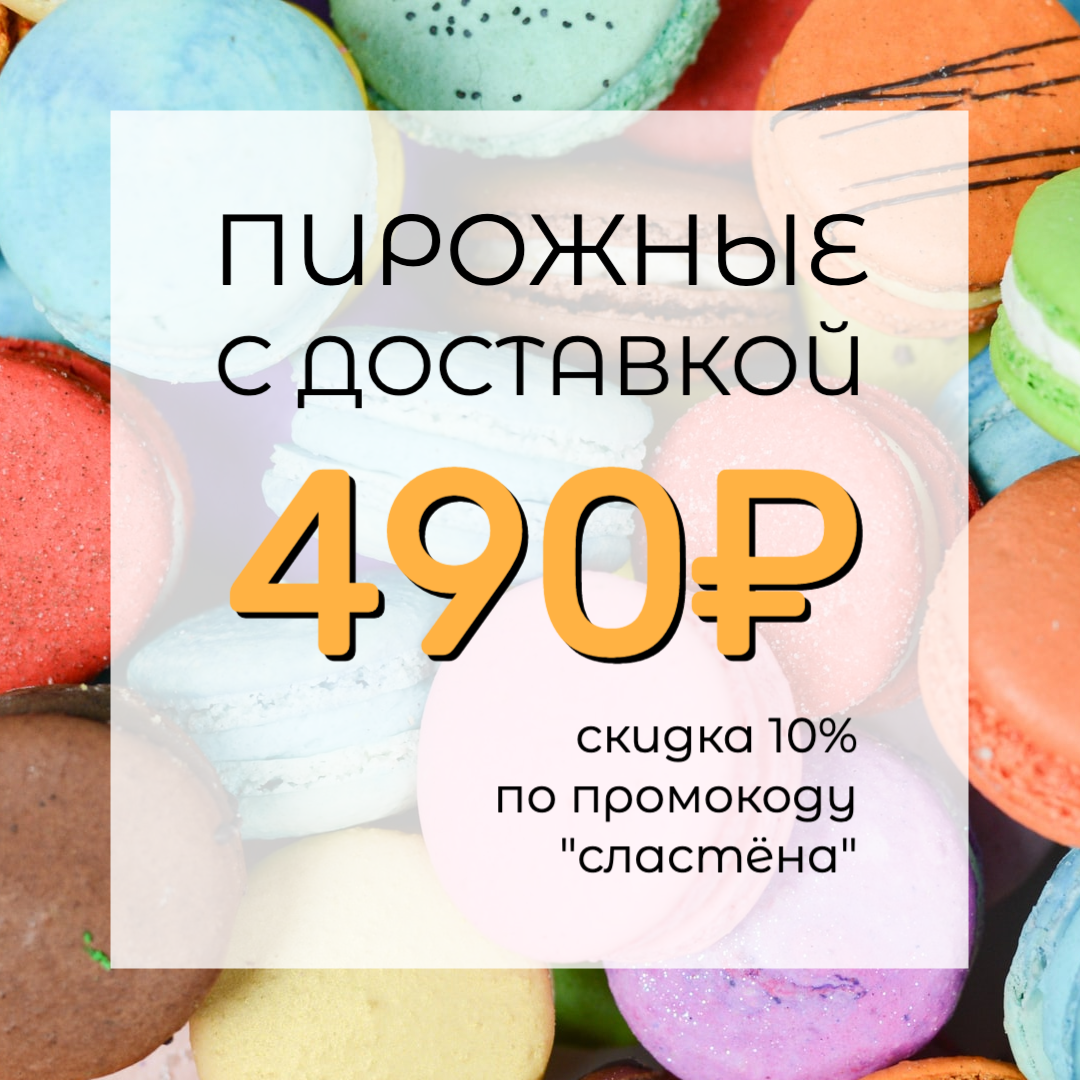 ПИРОЖНЫЕ
С ДОСТАВКОЙ
490₽
скидка 10%
по промокоду
"сластёна"